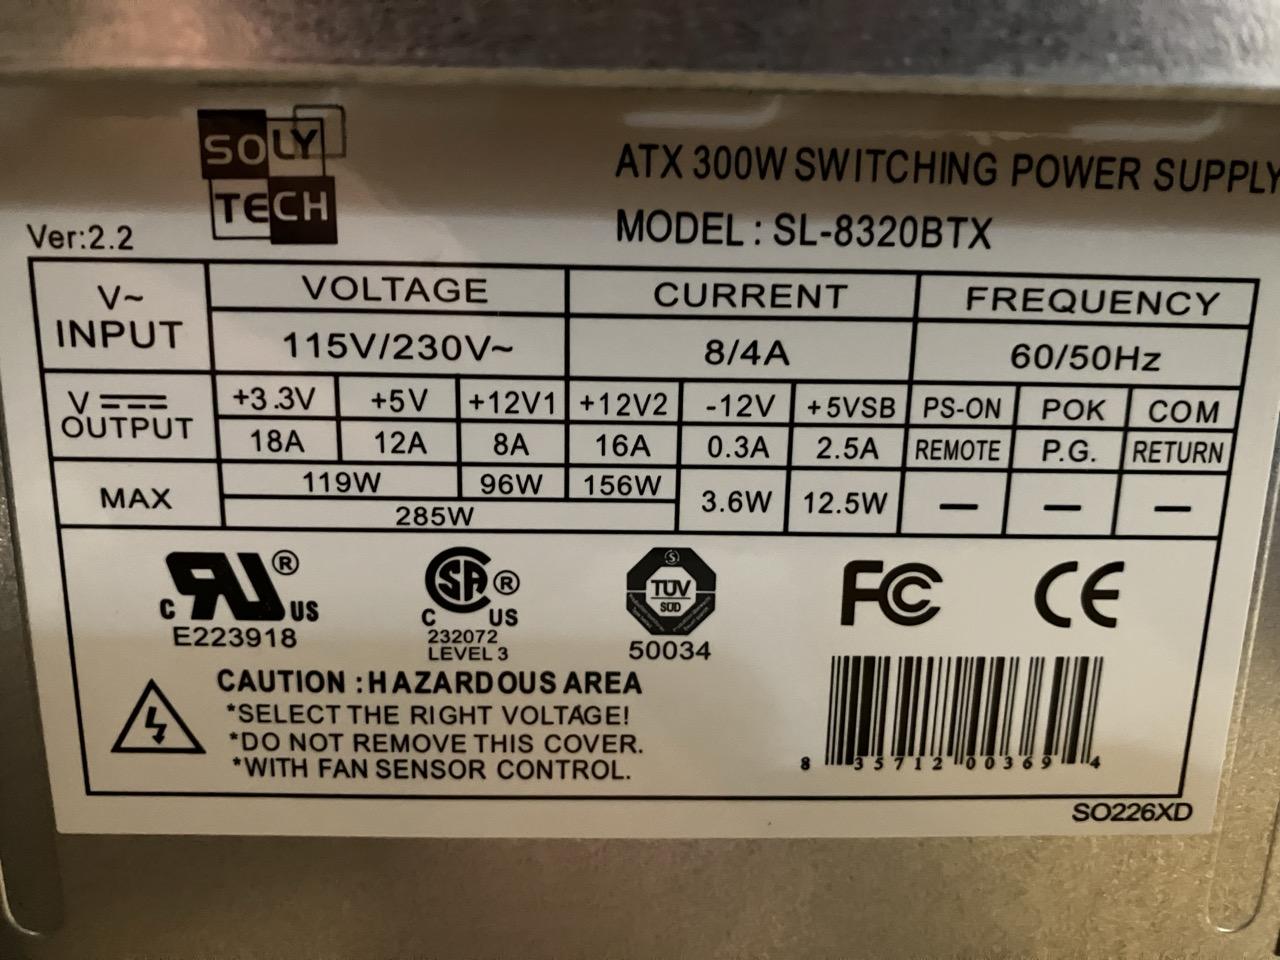 SOLY
TECH
ATX 300W SWITCHING POWER SUPPLY
MODEL : SL-8320BTX
Ver:2.2
V~ INPUT
VOLTAGE CURRENT FREQUENCY
115V/230V~ 8/4A 60/50Hz
V OUTPUT
+3.3V +5V +12V1 +12V2 -12V +5VSB PS-ON POK COM
18A 12A 8A 16A 0.3A 2.5A REMOTE P.G. RETURN
MAX
119W 96W 156W 3.6W 12.5W — — —
285W
C RU ® US
E223918
C SA ® US
232072
LEVEL 3
S
TUV
SUD
50034
FC CE
CAUTION : HAZARDOUS AREA
*SELECT THE RIGHT VOLTAGE!
*DO NOT REMOVE THIS COVER.
*WITH FAN SENSOR CONTROL.
8 35712 00369 4
SO226XD